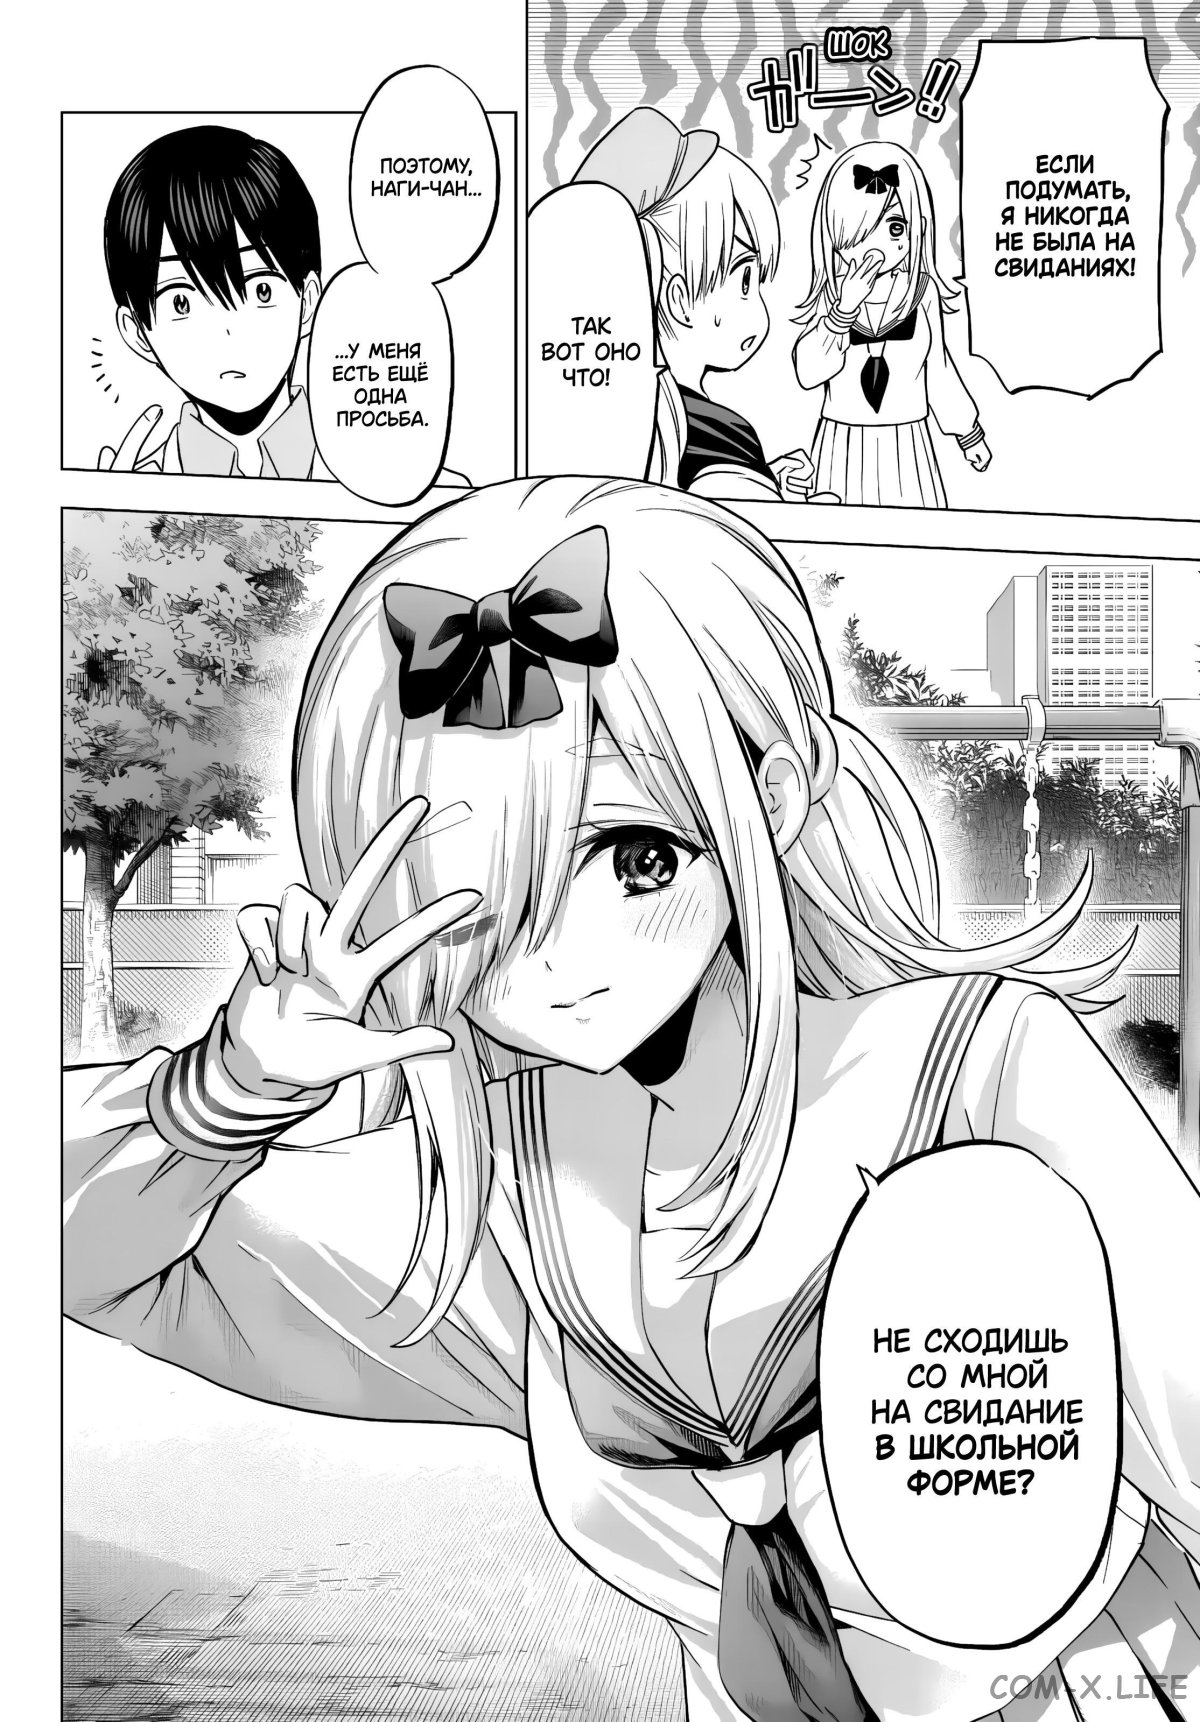 ЕСЛИ
ПОДУМАТЬ,
Я НИКОГДА
НЕ БЫЛА НА
СВИДАНИЯХ!
ШОК
ガーン!!
ТАК
ВОТ ОНО
ЧТО!
ПОЭТОМУ,
НАГИ-ЧАН...
...У МЕНЯ
ЕСТЬ ЕЩЁ
ОДНА
ПРОСЬБА.
НЕ СХОДИШЬ
СО МНОЙ
НА СВИДАНИЕ
В ШКОЛЬНОЙ
ФОРМЕ?
COM-X.LIFE